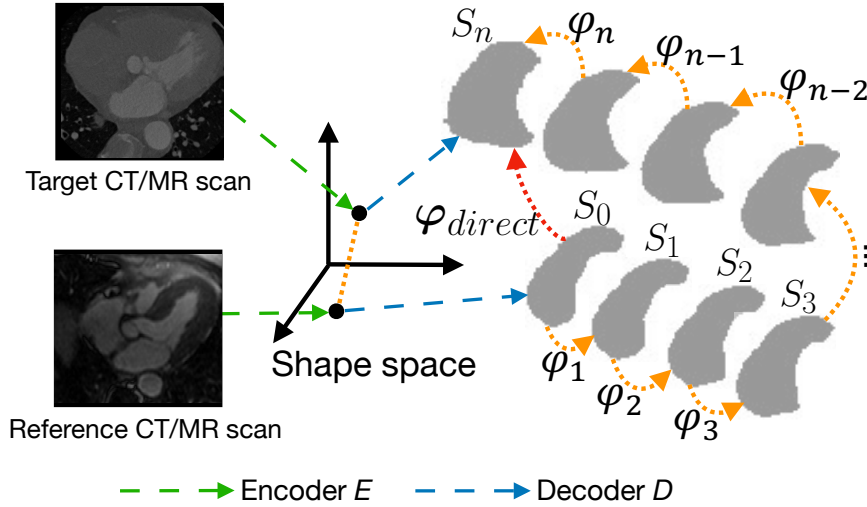 Target CT/MR scan
Reference CT/MR scan
Shape space
φ_direct
S_n
φ_n
φ_{n−1}
φ_{n−2}
S_0
S_1
S_2
S_3
...
φ_1
φ_2
φ_3
Encoder E
Decoder D